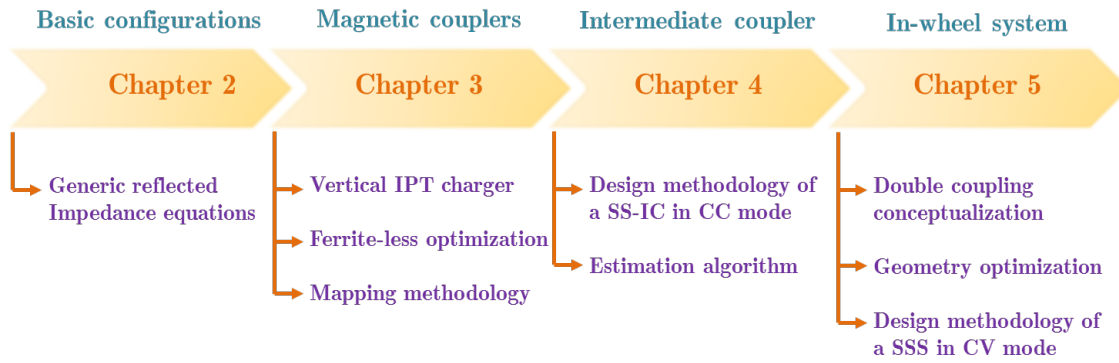 Basic configurations
Magnetic couplers
Intermediate coupler
In-wheel system
Chapter 2
Chapter 3
Chapter 4
Chapter 5
Generic reflected
Impedance equations
Vertical IPT charger
Ferrite-less optimization
Mapping methodology
Design methodology of
a SS-IC in CC mode
Estimation algorithm
Double coupling
conceptualization
Geometry optimization
Design methodology of
a SSS in CV mode